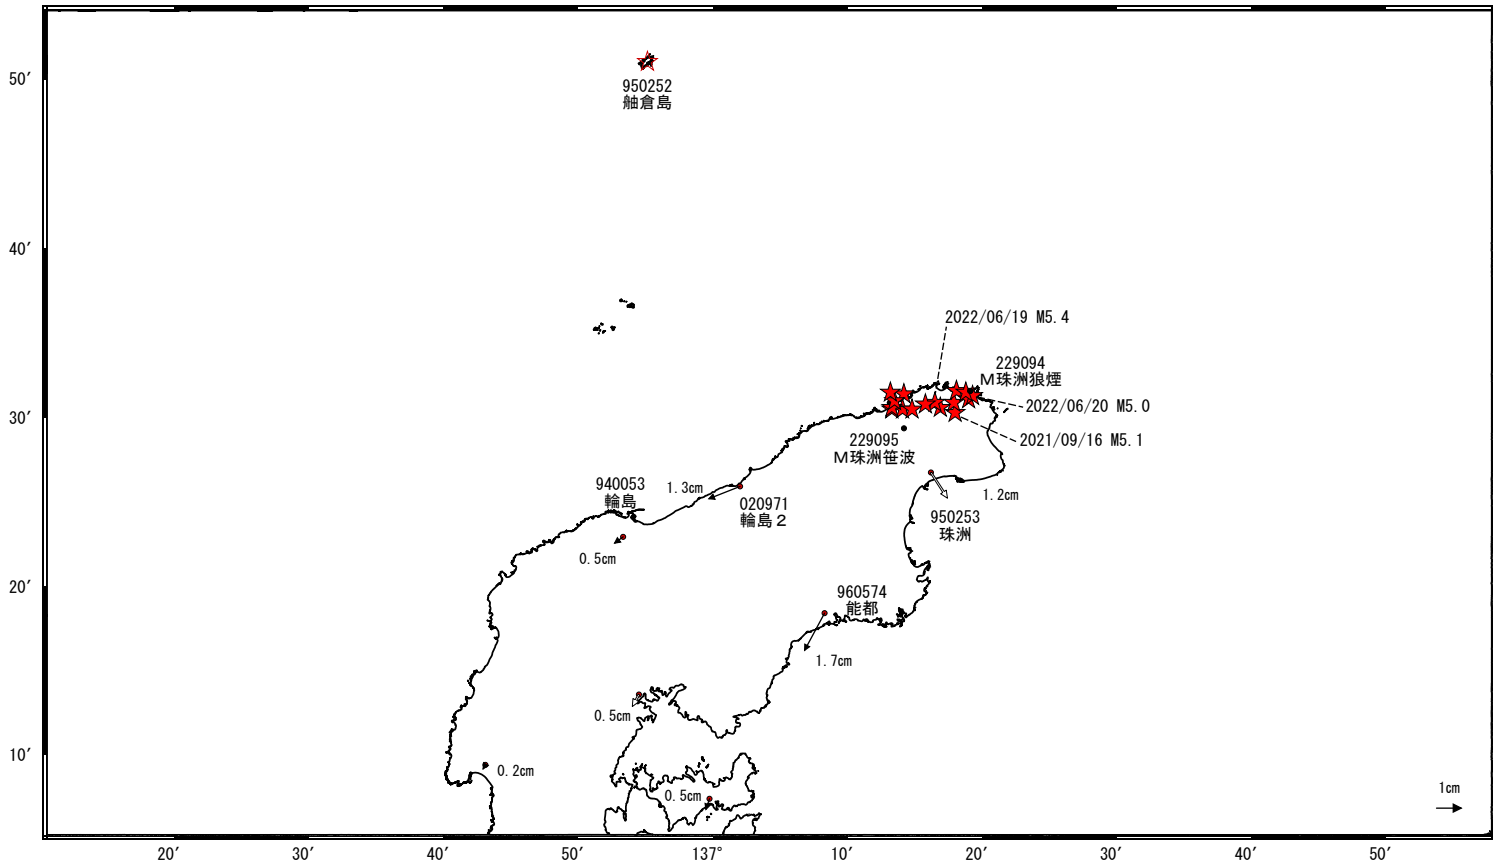 50′
950252
舳倉島
40′
2022/06/19 M5.4
229094
M珠洲狼煙
2022/06/20 M5.0
30′
2021/09/16 M5.1
229095
M珠洲笹波
940053
輪島
1.3cm
020971
輪島2
1.2cm
950253
珠洲
0.5cm
20′
960574
能都
1.7cm
0.5cm
10′
0.2cm
0.5cm
1cm
20′ 30′ 40′ 50′ 137° 10′ 20′ 30′ 40′ 50′